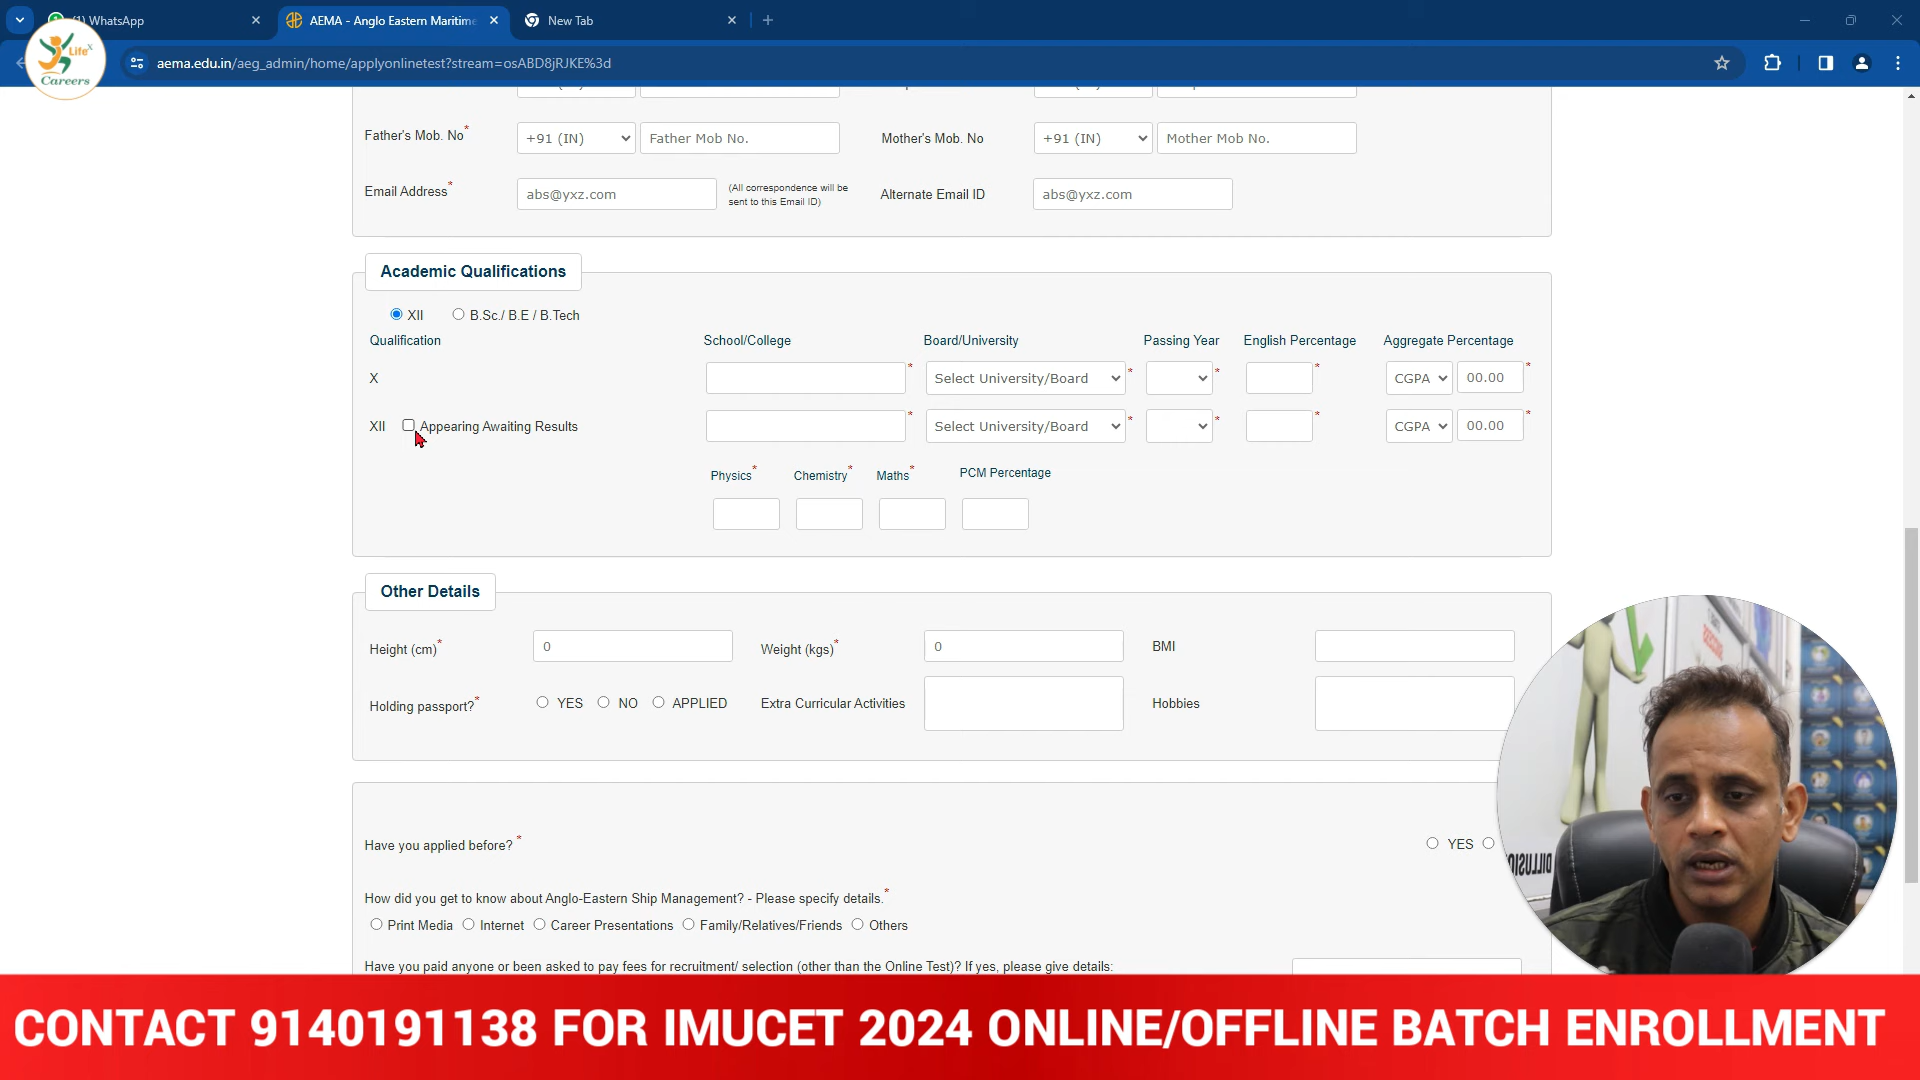 (1) WhatsApp
AEMA - Anglo Eastern Maritime
New Tab
Life x
Careers
aema.edu.in/aeg_admin/home/applyonlinetest?stream=osABD8jRJKE%3d
Father's Mob. No*
+91 (IN)
Father Mob No.
Mother's Mob. No
+91 (IN)
Mother Mob No.
Email Address*
abs@yxz.com
(All correspondence will be
sent to this Email ID)
Alternate Email ID
abs@yxz.com
Academic Qualifications
XII B.Sc./ B.E / B.Tech
Qualification School/College Board/University Passing Year English Percentage Aggregate Percentage
X * Select University/Board * * * CGPA 00.00 *
XII Appearing Awaiting Results * Select University/Board * * * CGPA 00.00 *
Physics* Chemistry* Maths* PCM Percentage
Other Details
Height (cm)* 0 Weight (kgs)* 0 BMI
Holding passport?* YES NO APPLIED Extra Curricular Activities Hobbies
Have you applied before? * YES
How did you get to know about Anglo-Eastern Ship Management? - Please specify details.*
Print Media Internet Career Presentations Family/Relatives/Friends Others
Have you paid anyone or been asked to pay fees for recruitment/ selection (other than the Online Test)? If yes, please give details:
CONTACT 9140191138 FOR IMUCET 2024 ONLINE/OFFLINE BATCH ENROLLMENT